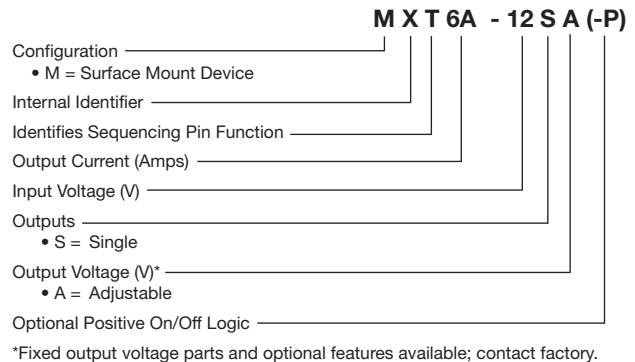 M X T 6A - 12 S A (-P)
Configuration
• M = Surface Mount Device
Internal Identifier
Identifies Sequencing Pin Function
Output Current (Amps)
Input Voltage (V)
Outputs
• S = Single
Output Voltage (V)*
• A = Adjustable
Optional Positive On/Off Logic
*Fixed output voltage parts and optional features available; contact factory.